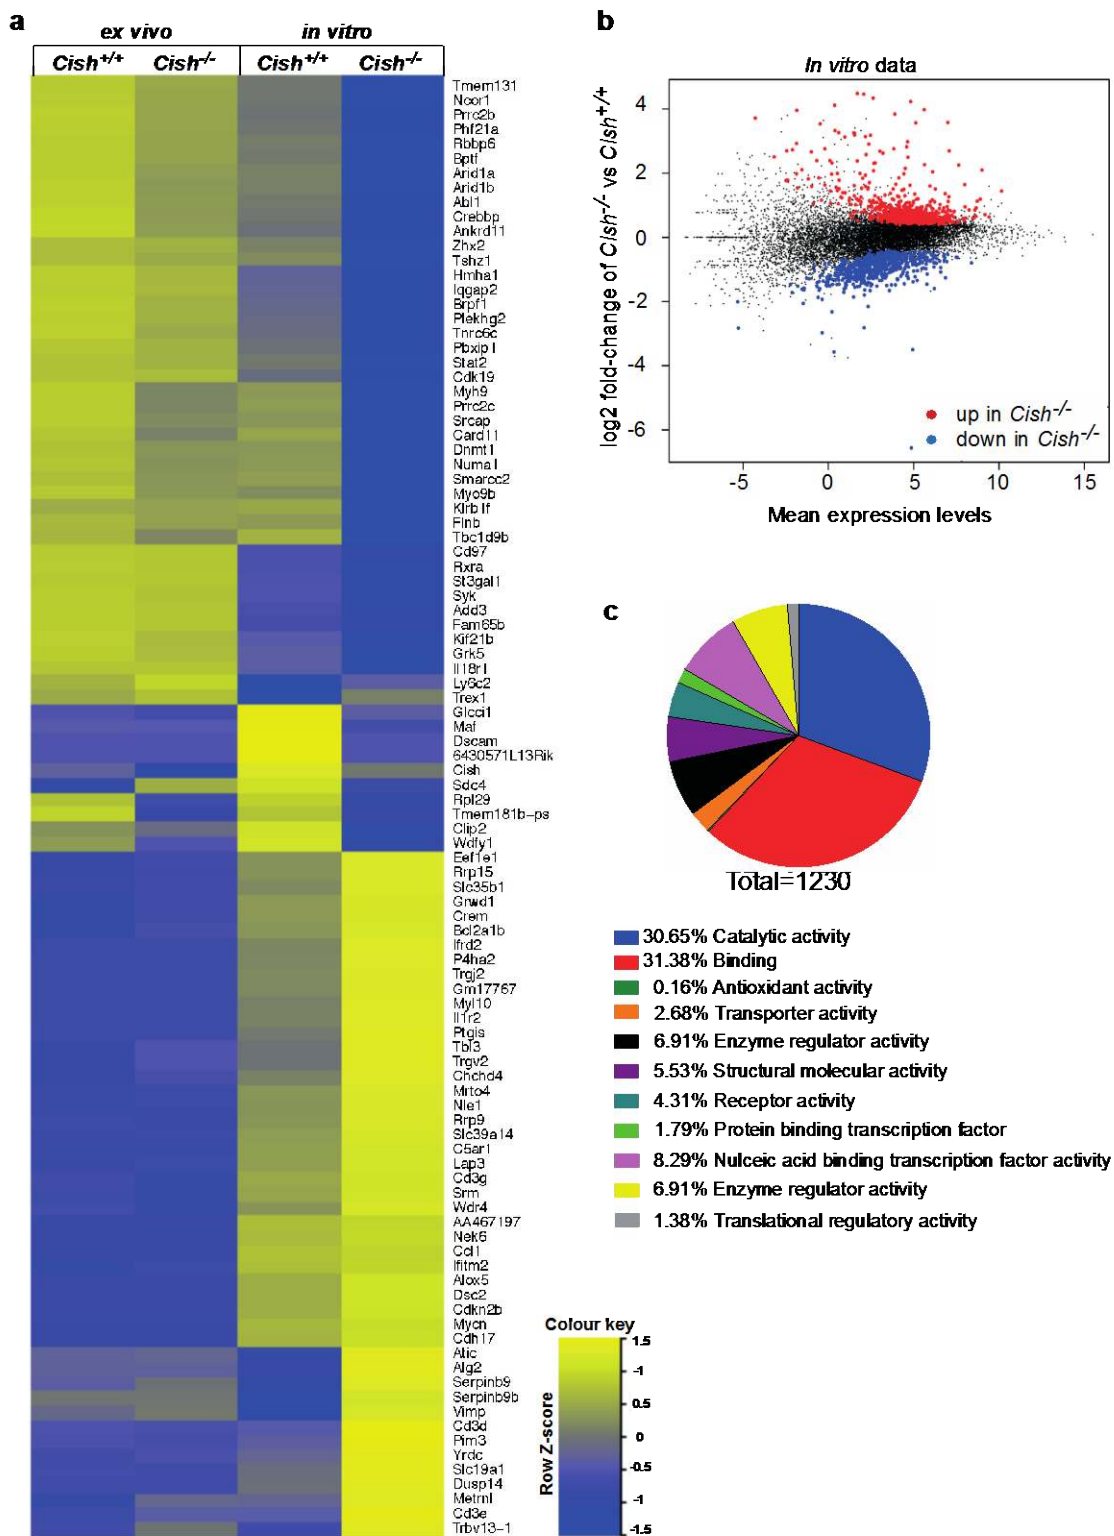 a
ex vivo in vitro
Cish+/+ Cish-/- Cish+/+ Cish-/-
Tmem131
Ncor1
Prrc2b
Phf21a
Rbbp6
Bptf
Arid1a
Arid1b
Abl1
Crebbp
Ankrd11
Zhx2
Tshz1
Hmha1
Iqgap2
Brpf1
Plekhg2
Tnrc6c
Pbxip1
Stat2
Cdk19
Myh9
Prrc2c
Srcap
Card11
Dnmt1
Numa1
Smarcc2
Myo9b
Klrb1f
Flnb
Tbc1d9b
Cd97
Rxra
St3gal1
Syk
Add3
Fam65b
Kif21b
Grk5
Il18r1
Ly6c2
Trex1
Glcci1
Maf
Dscam
6430571L13Rik
Cish
Sdc4
Rpl29
Tmem181b-ps
Clip2
Wdfy1
Eef1e1
Rrp15
Slc35b1
Grwd1
Crem
Bcl2a1b
Ifrd2
P4ha2
Trgj2
Gm17767
Myl10
Il1r2
Ptgis
Tbl3
Trgv2
Chchd4
Mrto4
Nle1
Rrp9
Slc39a14
C5ar1
Lap3
Cd3g
Srm
Wdr4
AA467197
Nek6
Ccl1
Ifitm2
Alox5
Dsc2
Cdkn2b
Mycn
Cdh17
Atic
Alg2
Serpinb9
Serpinb9b
Vimp
Cd3d
Pim3
Yrdc
Slc19a1
Dusp14
Metrnl
Cd3e
Trbv13-1
Colour key
Row Z-score
1.5
-1
0.5
0
-0.5
-1
-1.5
b
In vitro data
log2 fold-change of Cish-/- vs Cish+/+
4
2
0
-2
-4
-6
up in Cish-/-
down in Cish-/-
-5 0 5 10 15
Mean expression levels
c
Total=1230
30.65% Catalytic activity
31.38% Binding
0.16% Antioxidant activity
2.68% Transporter activity
6.91% Enzyme regulator activity
5.53% Structural molecular activity
4.31% Receptor activity
1.79% Protein binding transcription factor
8.29% Nulceic acid binding transcription factor activity
6.91% Enzyme regulator activity
1.38% Translational regulatory activity